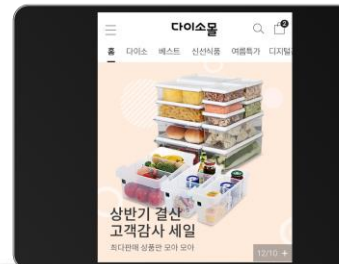 다이소몰
2
홈 다이소 베스트 신선식품 여름특가 디지털
상반기 결산
고객감사 세일
최다판매 상품만 모아 모아
12/10 +